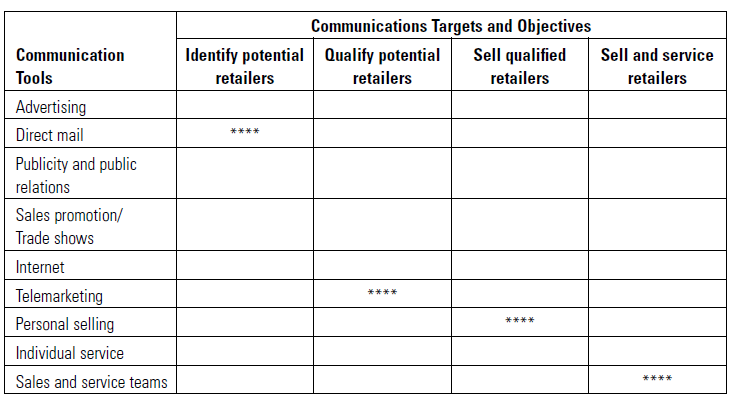 Communications Targets and Objectives
Communication
Tools
Identify potential
retailers
Qualify potential
retailers
Sell qualified
retailers
Sell and service
retailers
Advertising
Direct mail ****
Publicity and public
relations
Sales promotion/
Trade shows
Internet
Telemarketing ****
Personal selling ****
Individual service
Sales and service teams ****